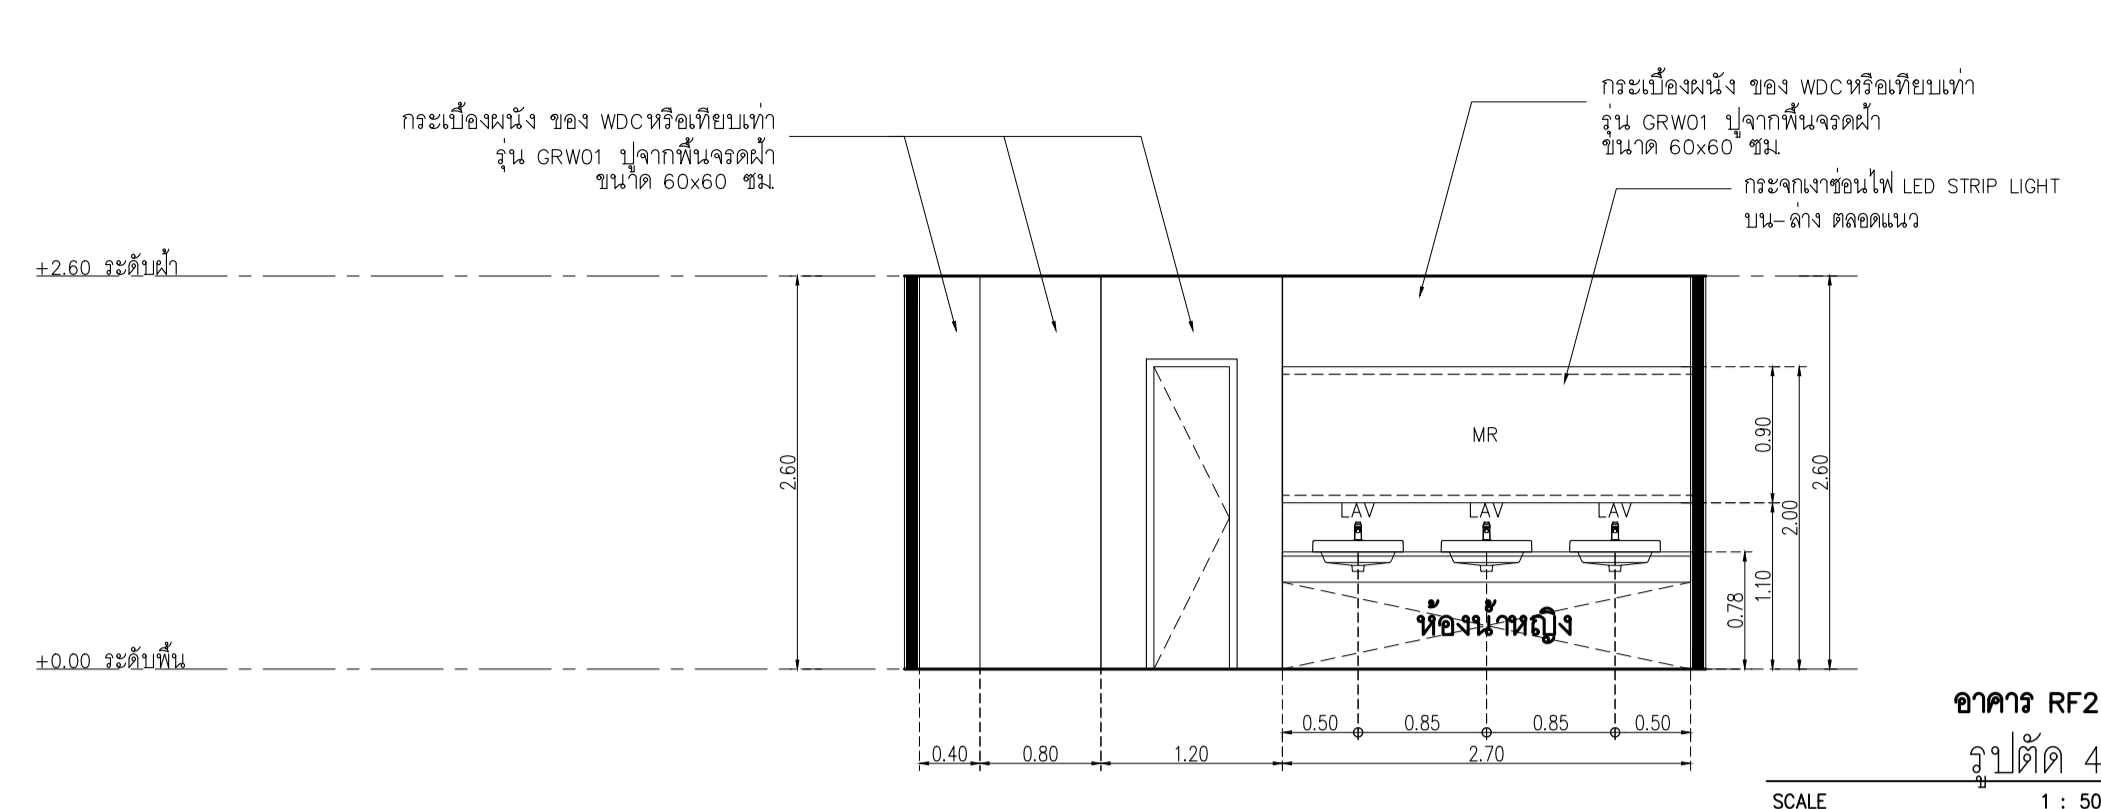 กระเบื้องผนัง ของ WDCหรือเทียบเท่า
รุ่น GRW01 ปูจากพื้นจรดฝ้า
ขนาด 60x60 ซม.
กระเบื้องผนัง ของ WDCหรือเทียบเท่า
รุ่น GRW01 ปูจากพื้นจรดฝ้า
ขนาด 60x60 ซม.
กระจกเงาซ่อนไฟ LED STRIP LIGHT
บน-ล่าง ตลอดแนว
+2.60 ระดับฝ้า
2.60
MR
0.90
2.00
2.60
LAV LAV LAV
0.78
1.10
ห้องน้ำหญิง
+0.00 ระดับพื้น
0.50 0.85 0.85 0.50
0.40 0.80 1.20 2.70
อาคาร RF2
รูปตัด 4
SCALE 1 : 50